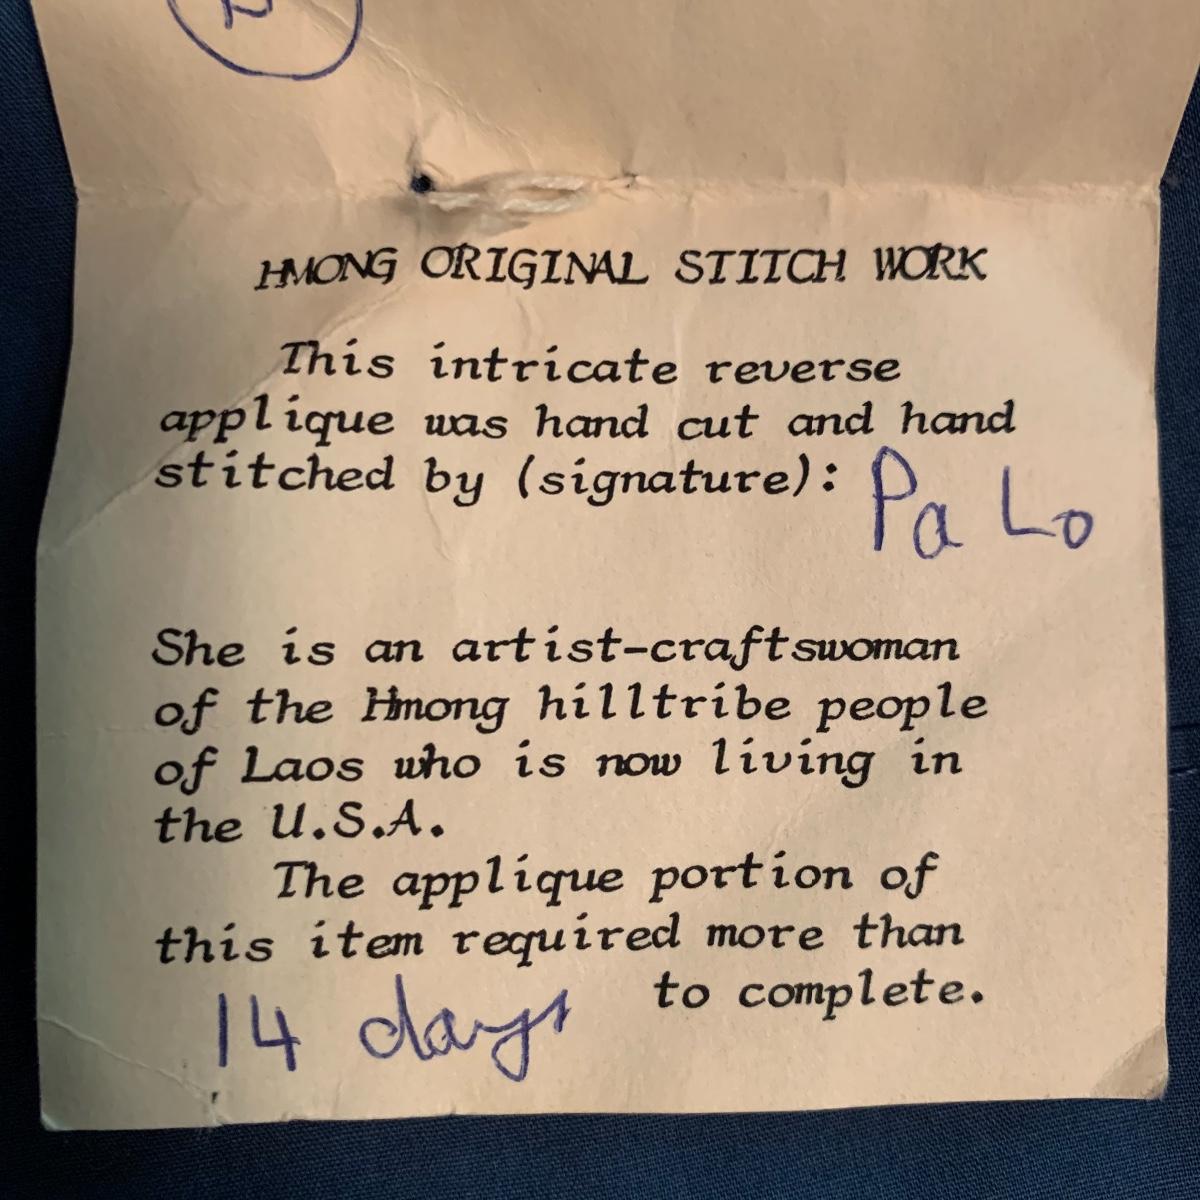 HMONG ORIGINAL STITCH WORK
This intricate reverse
applique was hand cut and hand
stitched by (signature): Pa Lo
She is an artist-craftswoman
of the Hmong hilltribe people
of Laos who is now living in
the U.S.A.
The applique portion of
this item required more than
14 days to complete.